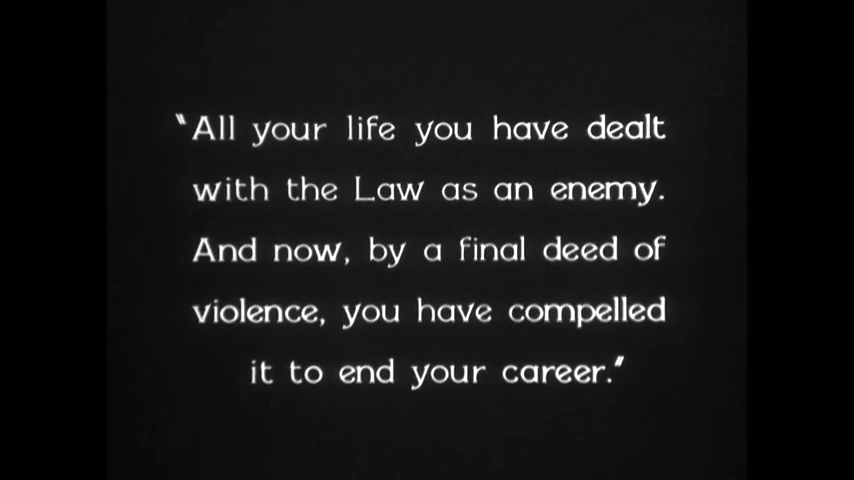 "All your life you have dealt
with the Law as an enemy.
And now, by a final deed of
violence, you have compelled
it to end your career."